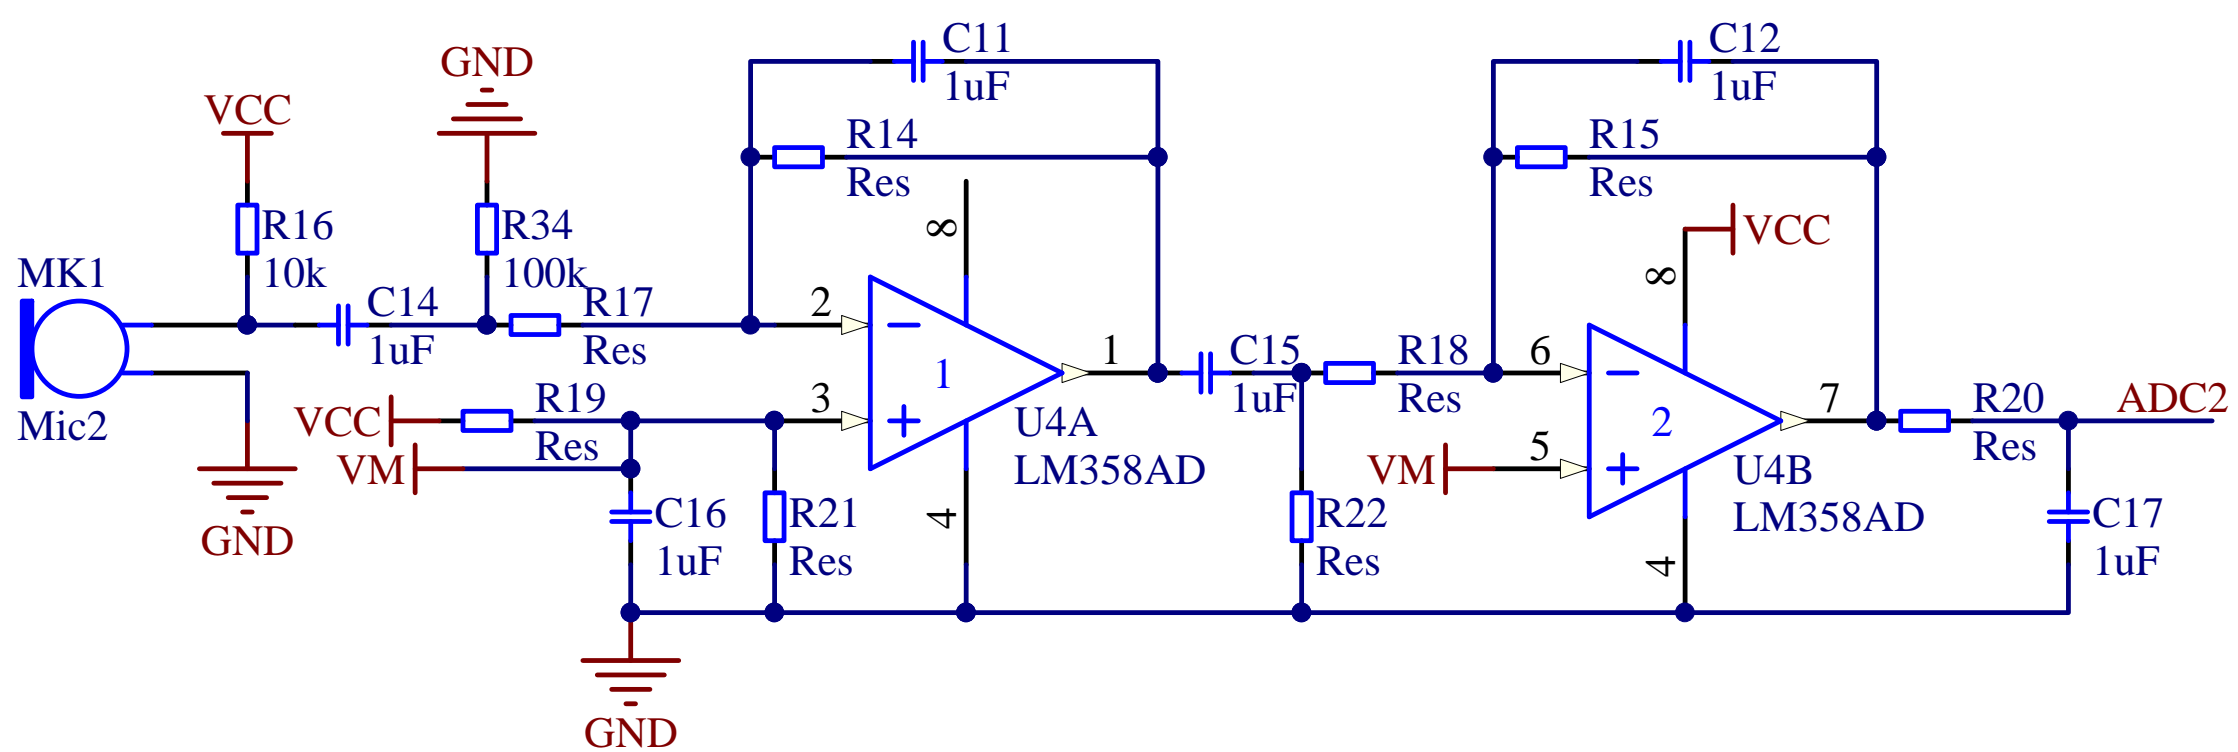 C11
1uF
C12
1uF
GND
VCC
R14
Res
R15
Res
R16
10k
R34
100k
8
VCC
8
MK1
Mic2
C14
1uF
R17
Res
2
1
1
3
U4A
LM358AD
4
C15
1uF
R18
Res
6
2
7
5
U4B
LM358AD
4
R20
Res
ADC2
VCC
R19
Res
VM
VM
C16
1uF
R21
Res
R22
Res
C17
1uF
GND
GND